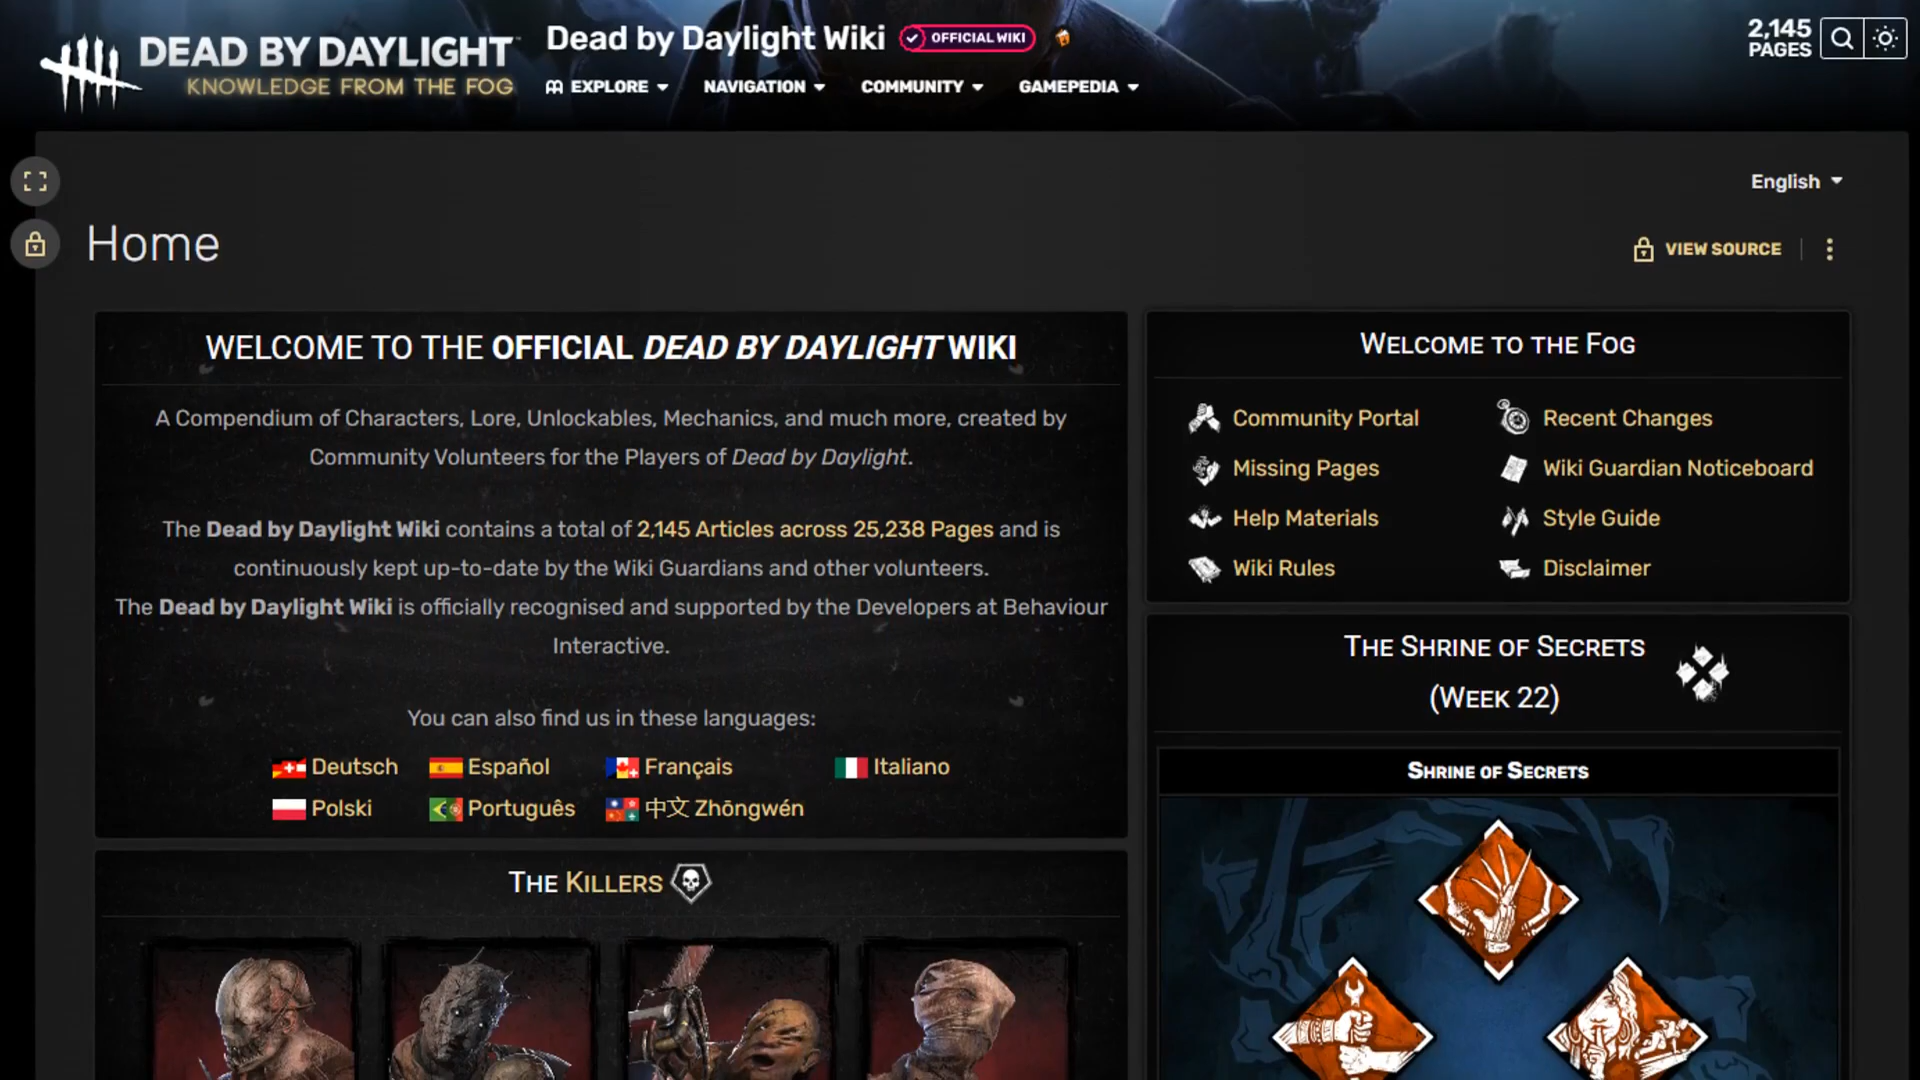 DEAD BY DAYLIGHT™
KNOWLEDGE FROM THE FOG
Dead by Daylight Wiki
OFFICIAL WIKI
EXPLORE
NAVIGATION
COMMUNITY
GAMEPEDIA
2,145
PAGES
English
Home
VIEW SOURCE
WELCOME TO THE OFFICIAL DEAD BY DAYLIGHT WIKI
A Compendium of Characters, Lore, Unlockables, Mechanics, and much more, created by
Community Volunteers for the Players of Dead by Daylight.
The Dead by Daylight Wiki contains a total of 2,145 Articles across 25,238 Pages and is
continuously kept up-to-date by the Wiki Guardians and other volunteers.
The Dead by Daylight Wiki is officially recognised and supported by the Developers at Behaviour
Interactive.
You can also find us in these languages:
Deutsch Español Français Italiano
Polski Português 中文 Zhōngwén
THE KILLERS
WELCOME TO THE FOG
Community Portal Recent Changes
Missing Pages Wiki Guardian Noticeboard
Help Materials Style Guide
Wiki Rules Disclaimer
THE SHRINE OF SECRETS
(WEEK 22)
SHRINE OF SECRETS